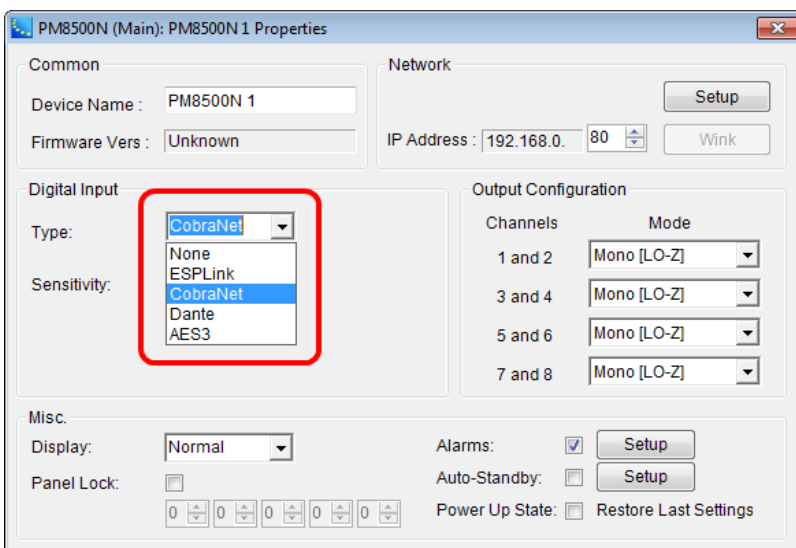 PM8500N (Main): PM8500N 1 Properties
Common
Device Name : PM8500N 1
Firmware Vers : Unknown
Network
Setup
IP Address : 192.168.0. 80 Wink
Digital Input
Type: CobraNet
None
ESPLink
CobraNet
Dante
AES3
Sensitivity:
Output Configuration
Channels Mode
1 and 2 Mono [LO-Z]
3 and 4 Mono [LO-Z]
5 and 6 Mono [LO-Z]
7 and 8 Mono [LO-Z]
Misc.
Display: Normal
Panel Lock:
0 0 0 0 0
Alarms: Setup
Auto-Standby: Setup
Power Up State: Restore Last Settings